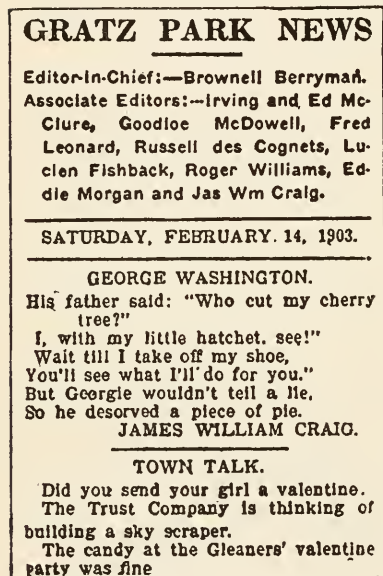 GRATZ PARK NEWS
Editor-in-Chief:—Brownell Berryman.
Associate Editors:—Irving and Ed Mc-
Clure, Goodloe McDowell, Fred
Leonard, Russell des Cognets, Lu-
cien Fishback, Roger Williams, Ed-
die Morgan and Jas Wm Craig.
SATURDAY, FEBRUARY. 14, 1903.
GEORGE WASHINGTON.
His father said: "Who cut my cherry
tree?"
I, with my little hatchet. see!"
Wait till I take off my shoe,
You'll see what I'll do for you."
But Georgie wouldn't tell a lie,
So he desorved a piece of pie.
JAMES WILLIAM CRAIG.
TOWN TALK.
Did you send your girl a valentine.
The Trust Company is thinking of
building a sky scraper.
The candy at the Gleaners' valentine
party was fine